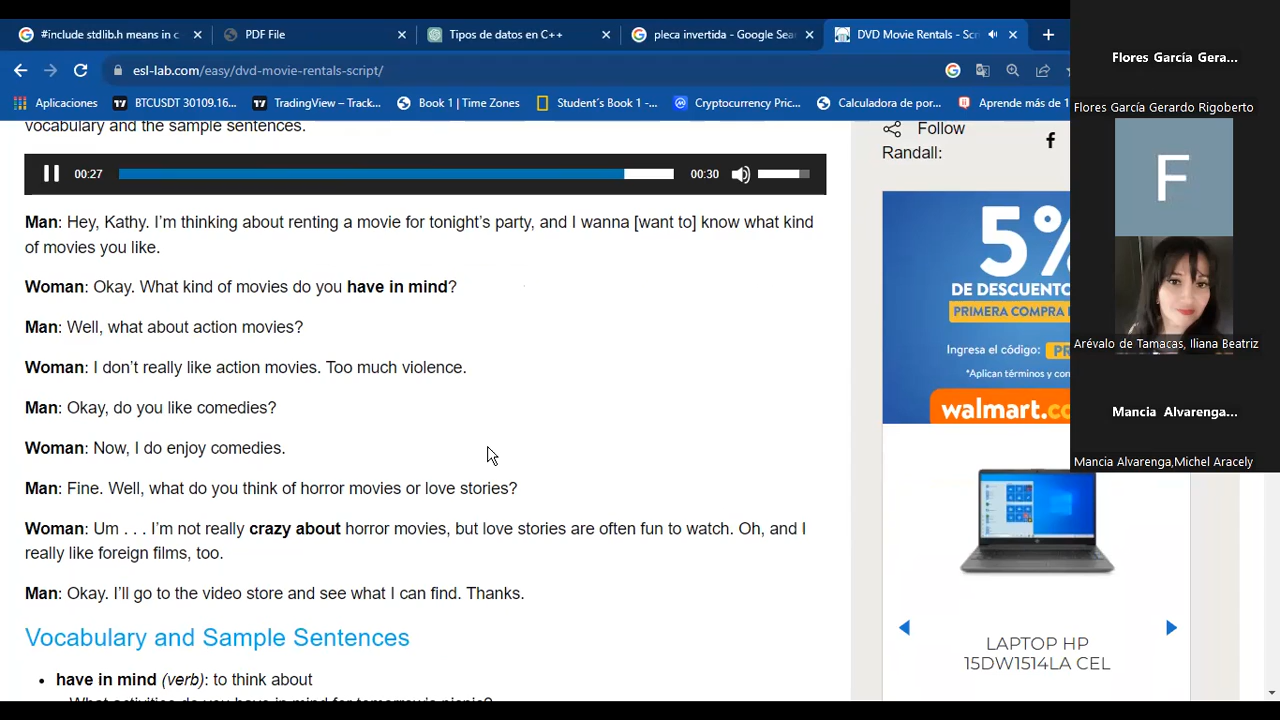 #include stdlib.h means in c
PDF File
Tipos de datos en C++
pleca invertida - Google Sea
DVD Movie Rentals - Scr
esl-lab.com/easy/dvd-movie-rentals-script/
Aplicaciones
BTCUSDT 30109.16...
TradingView – Track...
Book 1 | Time Zones
Student´s Book 1 -...
Cryptocurrency Pric...
Calculadora de por...
Aprende más de 1
vocabulary and the sample sentences.
00:27
00:30
Man: Hey, Kathy. I’m thinking about renting a movie for tonight’s party, and I wanna [want to] know what kind
of movies you like.
Woman: Okay. What kind of movies do you have in mind?
Man: Well, what about action movies?
Woman: I don’t really like action movies. Too much violence.
Man: Okay, do you like comedies?
Woman: Now, I do enjoy comedies.
Man: Fine. Well, what do you think of horror movies or love stories?
Woman: Um . . . I’m not really crazy about horror movies, but love stories are often fun to watch. Oh, and I
really like foreign films, too.
Man: Okay. I’ll go to the video store and see what I can find. Thanks.
Vocabulary and Sample Sentences
• have in mind (verb): to think about
Follow
Randall:
5%
DE DESCUENTO
PRIMERA COMPRA
Ingresa el código:
*Aplican términos y con
walmart.co
LAPTOP HP
15DW1514LA CEL
Flores García Gera...
Flores García Gerardo Rigoberto
F
Arévalo de Tamacas, Iliana Beatriz
Mancia Alvarenga...
Mancia Alvarenga,Michel Aracely